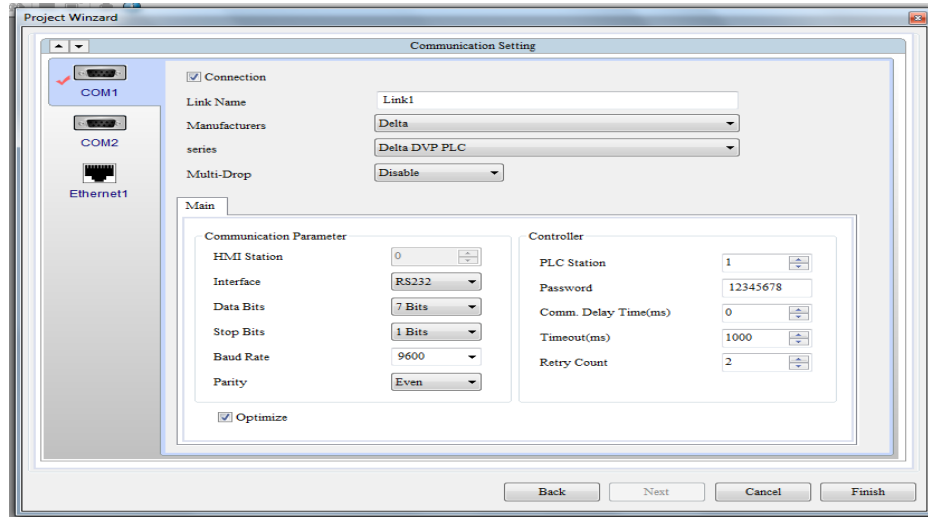 Project Winzard
Communication Setting
COM1
COM2
Ethernet1
Connection
Link Name Link1
Manufacturers Delta
series Delta DVP PLC
Multi-Drop Disable
Main
Communication Parameter
HMI Station 0
Interface RS232
Data Bits 7 Bits
Stop Bits 1 Bits
Baud Rate 9600
Parity Even
Optimize
Controller
PLC Station 1
Password 12345678
Comm. Delay Time(ms) 0
Timeout(ms) 1000
Retry Count 2
Back Next Cancel Finish